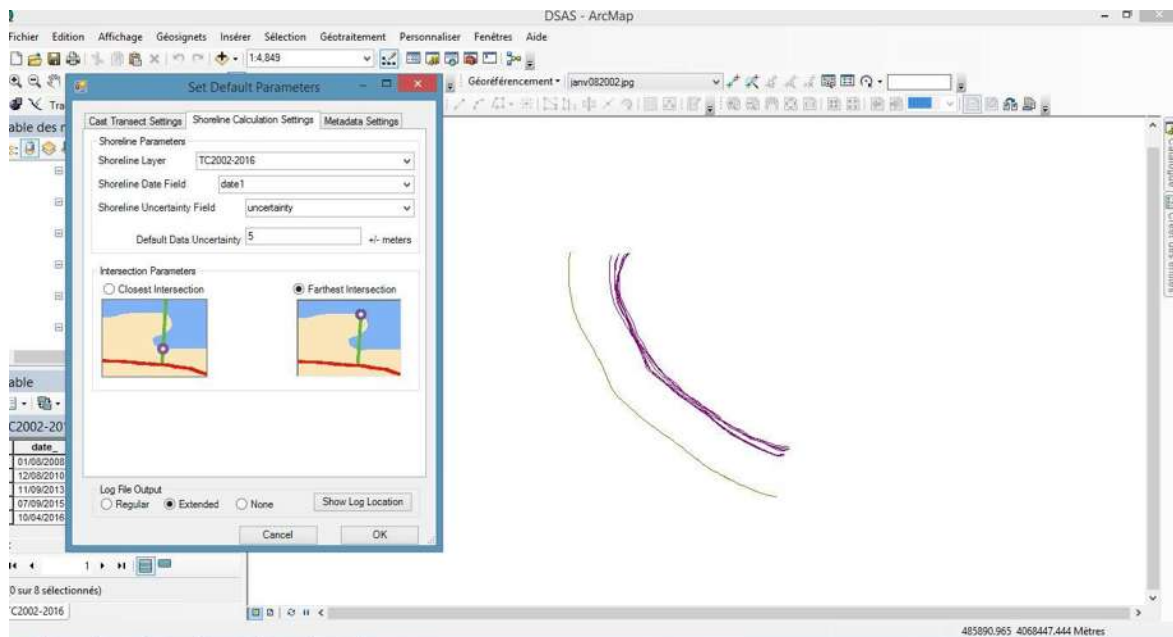 DSAS - ArcMap
Fichier Edition Affichage Géosignets Insérer Sélection Géotraitement Personnaliser Fenêtres Aide
1:4,849
Géoréférencement janv082002.jpg
Set Default Parameters
Cast Transect Settings Shoreline Calculation Settings Metadata Settings
Shoreline Parameters
Shoreline Layer TC2002-2016
Shoreline Date Field date1
Shoreline Uncertainty Field uncertainty
Default Data Uncertainty 5 +/- meters
Intersection Parameters
Closest Intersection Farthest Intersection
able
C2002-20
date_
01/08/2008
12/08/2010
11/09/2013
07/09/2015
10/04/2016
Log File Output
Regular Extended None Show Log Location
Cancel OK
1
0 sur 8 sélectionnés)
C2002-2016
485890.965 4068447.444 Mètres